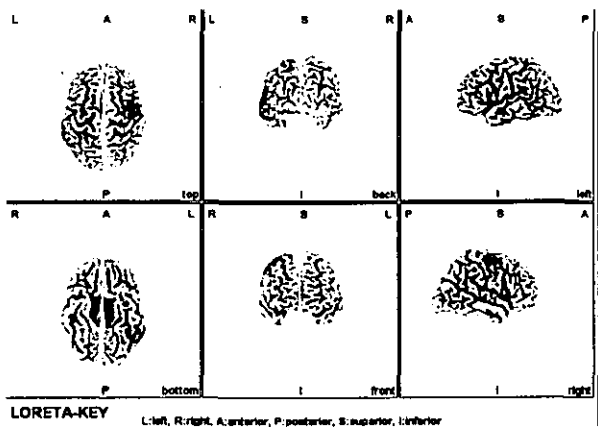 L A R
L S R
A S P
P top
I back
I left
R A L
R S L
P S A
P bottom
I front
I right
LORETA-KEY
L:left, R:right, A:anterior, P:posterior, S:superior, I:inferior